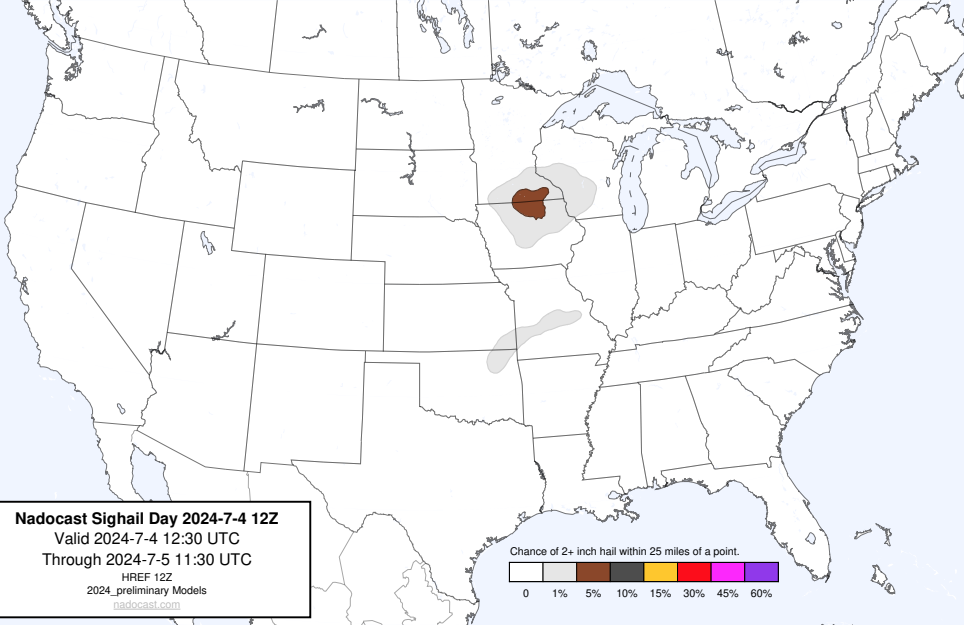 Nadocast Sighail Day 2024-7-4 12Z
Valid 2024-7-4 12:30 UTC
Through 2024-7-5 11:30 UTC
HREF 12Z
2024_preliminary Models
nadocast.com
Chance of 2+ inch hail within 25 miles of a point.
0 1% 5% 10% 15% 30% 45% 60%